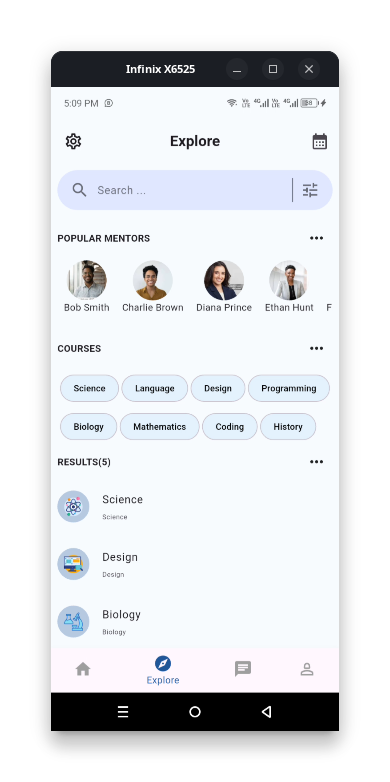 Infinix X6525
5:09 PM
Vo LTE 4G Vo LTE 4G
Explore
Search ...
POPULAR MENTORS
Bob Smith Charlie Brown Diana Prince Ethan Hunt F
COURSES
Science Language Design Programming
Biology Mathematics Coding History
RESULTS(5)
Science
Science
Design
Design
Biology
Biology
Explore